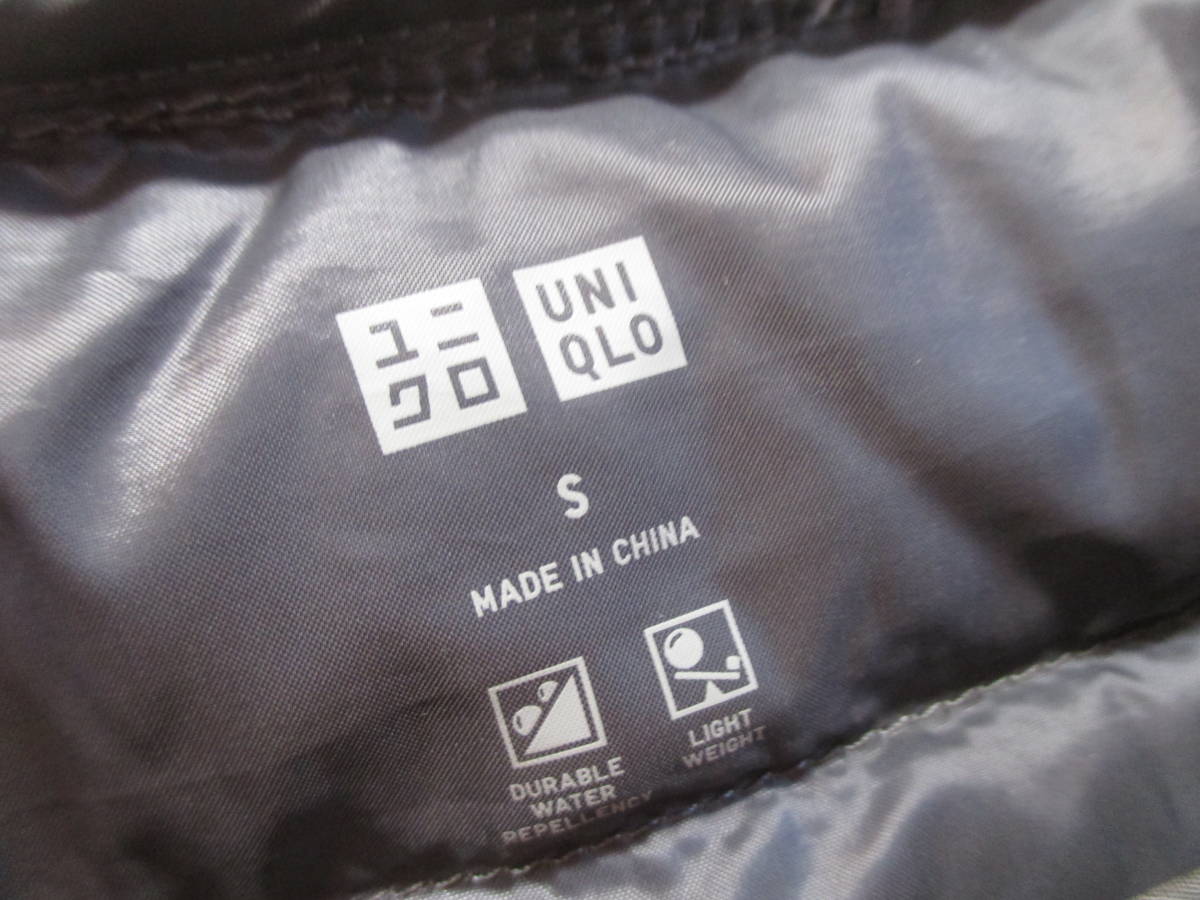 ユニ
クロ
UNI
QLO
S
MADE IN CHINA
DURABLE
WATER
REPELLENCY
LIGHT
WEIGHT